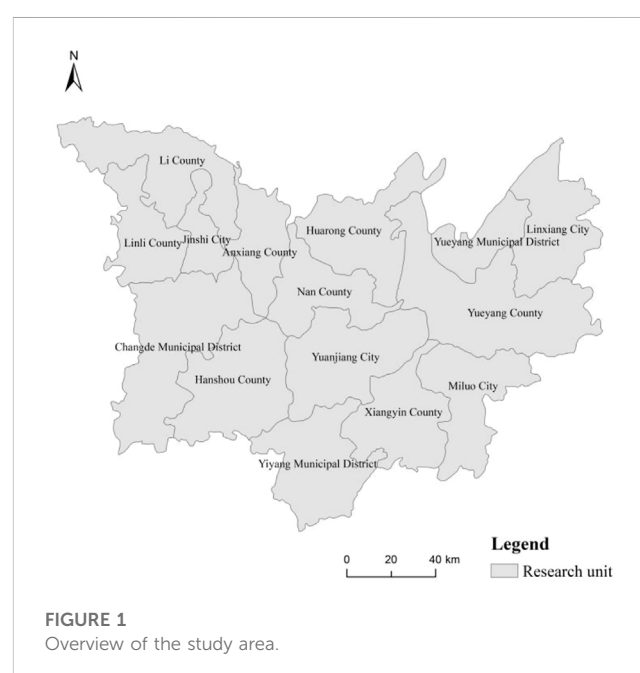 N
Li County
Linli County
Jinshi City
Anxiang County
Huarong County
Yueyang Municipal District
Linxiang City
Nan County
Yueyang County
Changde Municipal District
Yuanjiang City
Hanshou County
Miluo City
Xiangyin County
Yiyang Municipal District
Legend
0 20 40 km
Research unit
FIGURE 1
Overview of the study area.